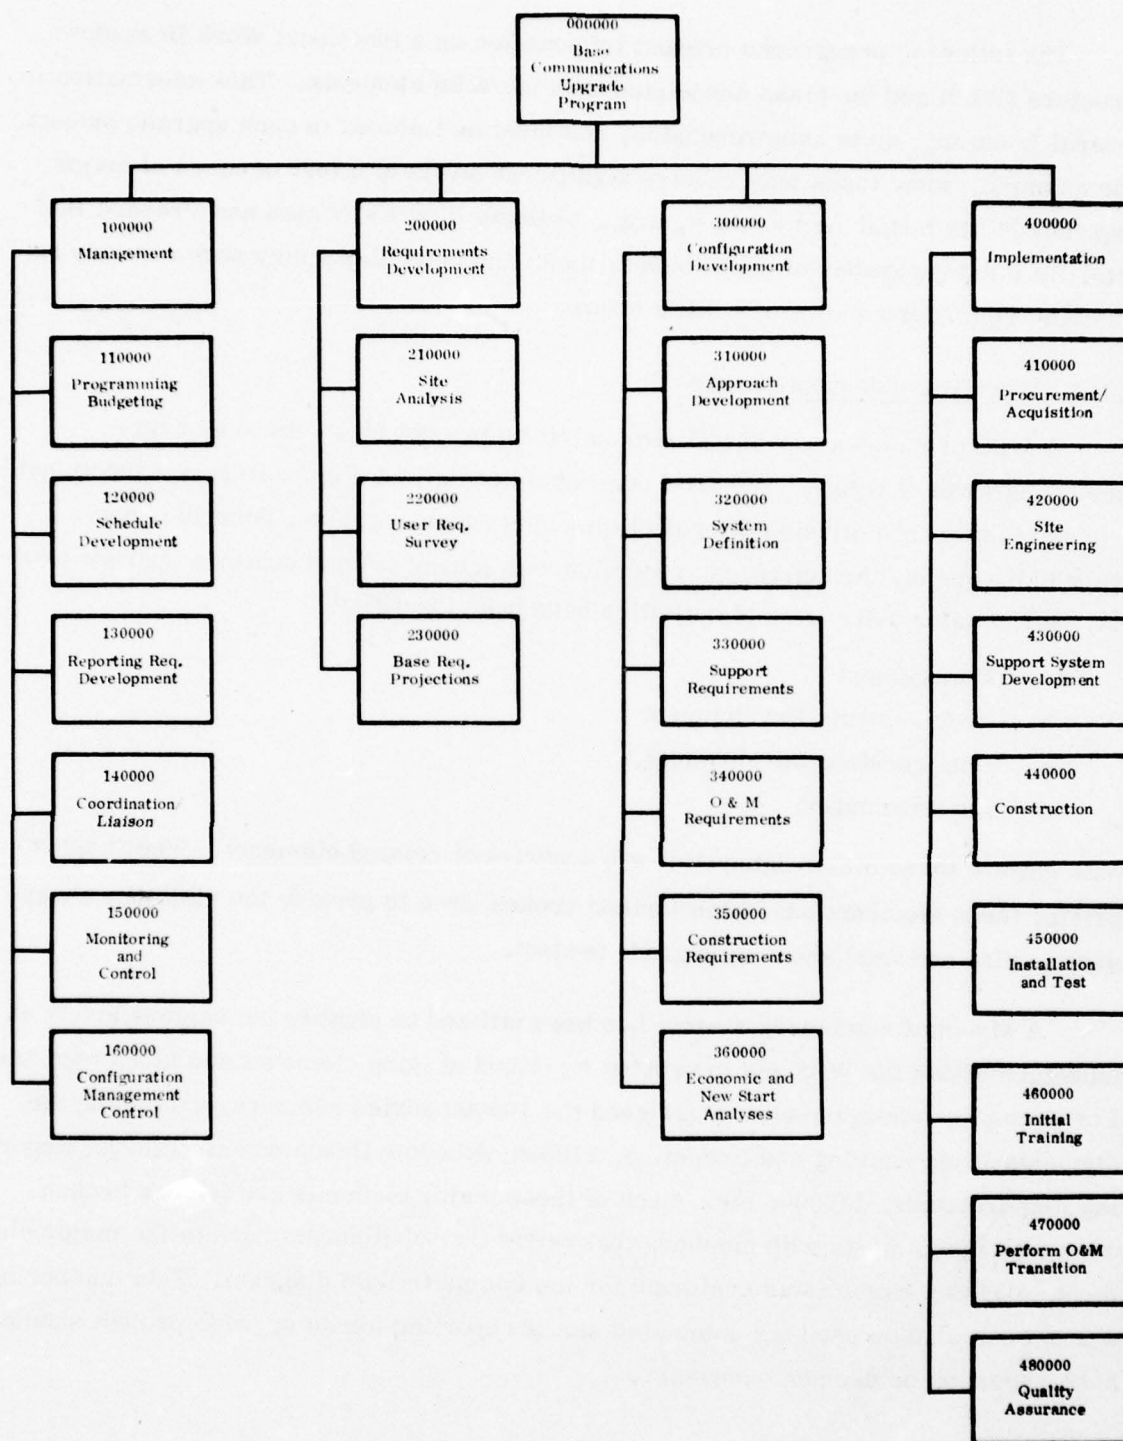 000000
Base
Communications
Upgrade
Program
100000
Management
110000
Programming
Budgeting
120000
Schedule
Development
130000
Reporting Req.
Development
140000
Coordination
Liaison
150000
Monitoring
and
Control
160000
Configuration
Management
Control
200000
Requirements
Development
210000
Site
Analysis
220000
User Req.
Survey
230000
Base Req.
Projections
300000
Configuration
Development
310000
Approach
Development
320000
System
Definition
330000
Support
Requirements
340000
O & M
Requirements
350000
Construction
Requirements
360000
Economic and
New Start
Analyses
400000
Implementation
410000
Procurement/
Acquisition
420000
Site
Engineering
430000
Support System
Development
440000
Construction
450000
Installation
and Test
460000
Initial
Training
470000
Perform O&M
Transition
480000
Quality
Assurance